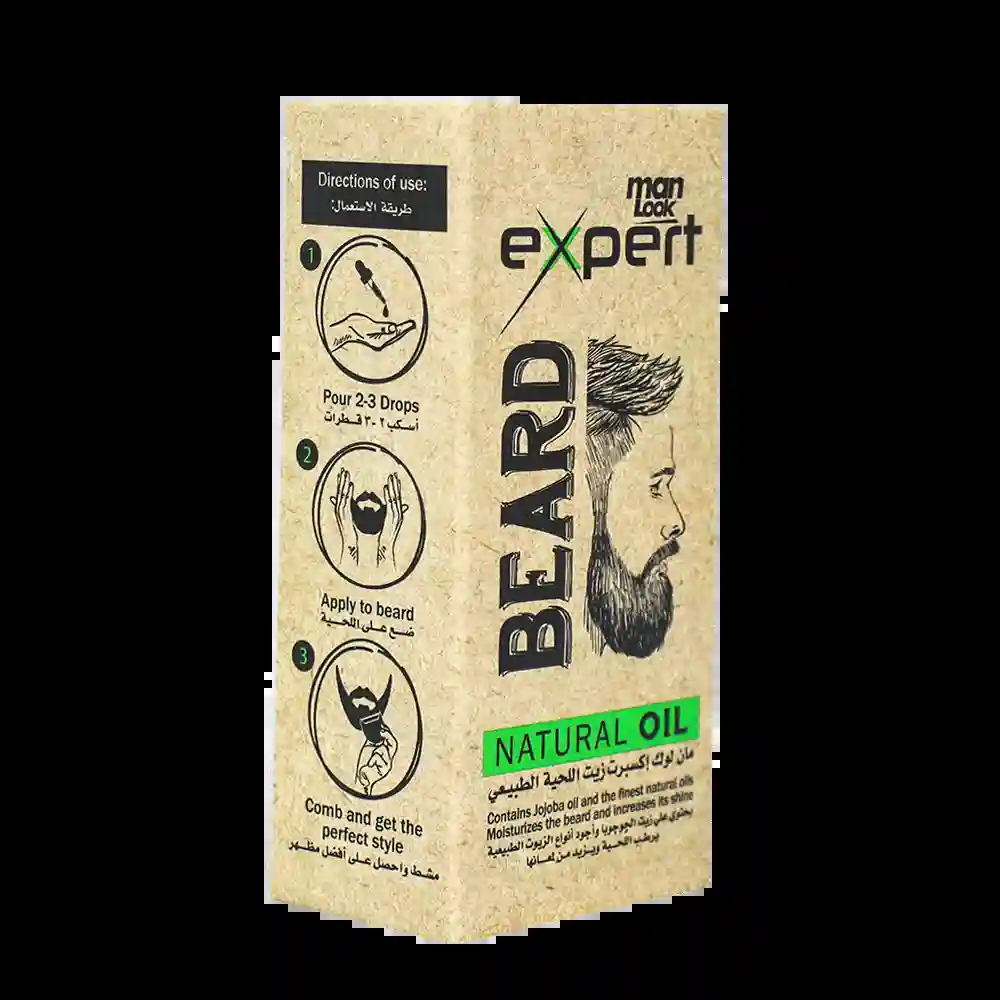 Directions of use:
طريقة الاستعمال:
1
Pour 2-3 Drops
أسكب ٢-٣ قطرات
2
Apply to beard
ضع على اللحية
3
Comb and get the
perfect style
مشط واحصل على أفضل مظهر
man
Look
expert
BEARD
NATURAL OIL
مان لوك إكسبرت زيت اللحية الطبيعي
Contains Jojoba oil and the finest natural oils
Moisturizes the beard and increases its shine
يحتوي على زيت الجوجوبا وأجود أنواع الزيوت الطبيعية
يرطب اللحية ويزيد من لمعانها